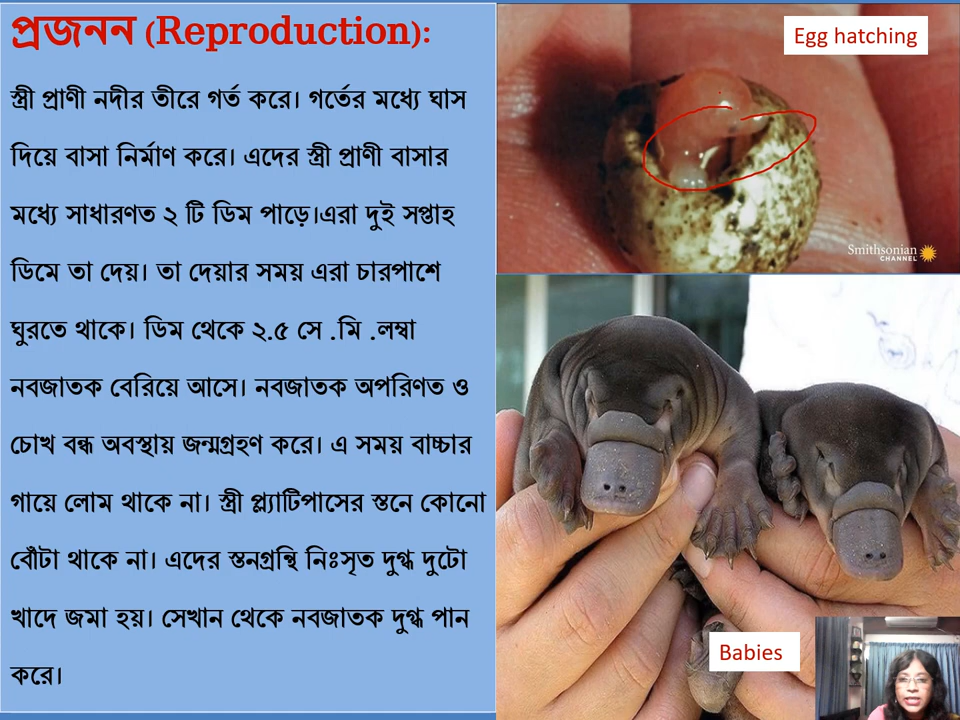 প্রজনন (Reproduction):
স্ত্রী প্রাণী নদীর তীরে গর্ত করে। গর্তের মধ্যে ঘাস
দিয়ে বাসা নির্মাণ করে। এদের স্ত্রী প্রাণী বাসার
মধ্যে সাধারণত ২ টি ডিম পাড়ে।এরা দুই সপ্তাহ
ডিমে তা দেয়। তা দেয়ার সময় এরা চারপাশে
ঘুরতে থাকে। ডিম থেকে ২.৫ সে .মি .লম্বা
নবজাতক বেরিয়ে আসে। নবজাতক অপরিণত ও
চোখ বন্ধ অবস্থায় জন্মগ্রহণ করে। এ সময় বাচ্চার
গায়ে লোম থাকে না। স্ত্রী প্ল্যাটিপাসের স্তনে কোনো
বোঁটা থাকে না। এদের স্তনগ্রন্থি নিঃসৃত দুগ্ধ দুটো
খাদে জমা হয়। সেখান থেকে নবজাতক দুগ্ধ পান
করে।
Egg hatching
Smithsonian
CHANNEL
Babies